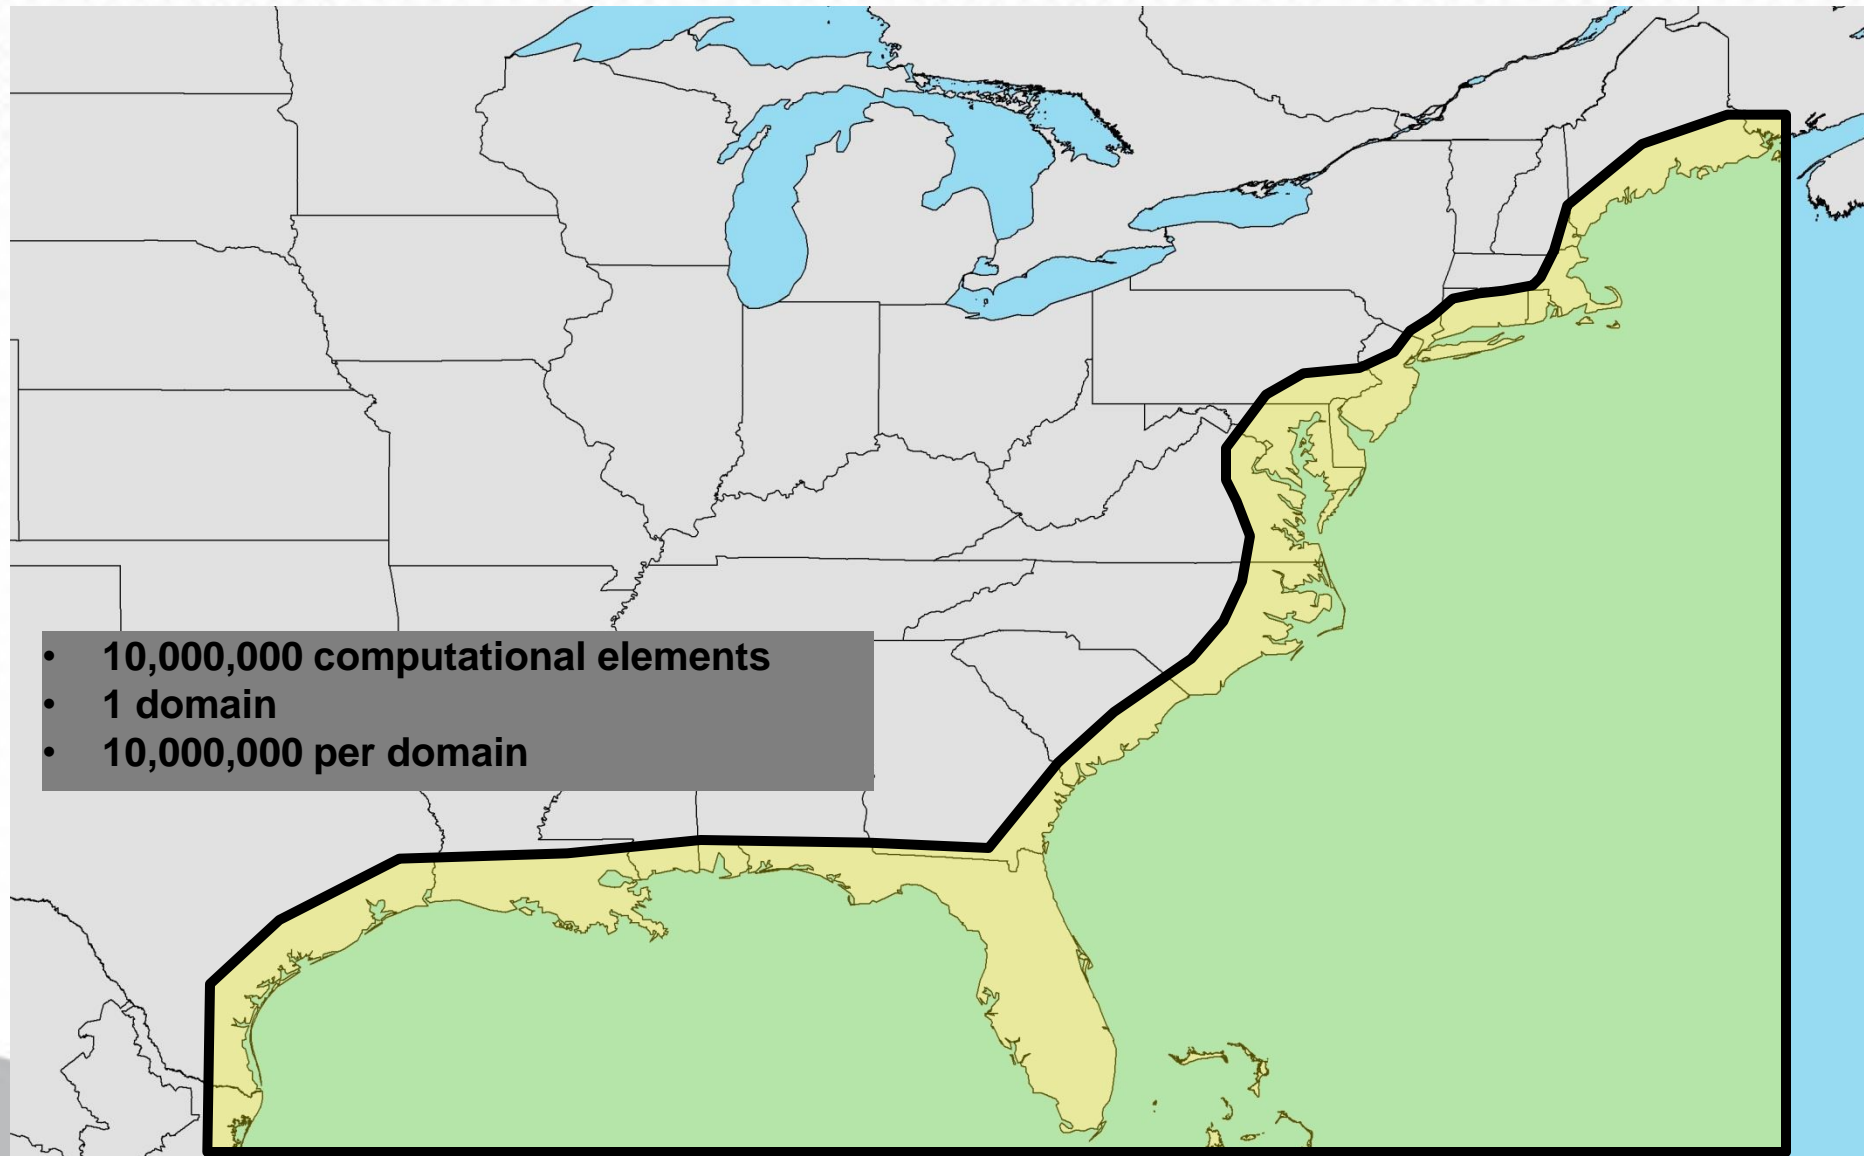 • 10,000,000 computational elements
• 1 domain
• 10,000,000 per domain